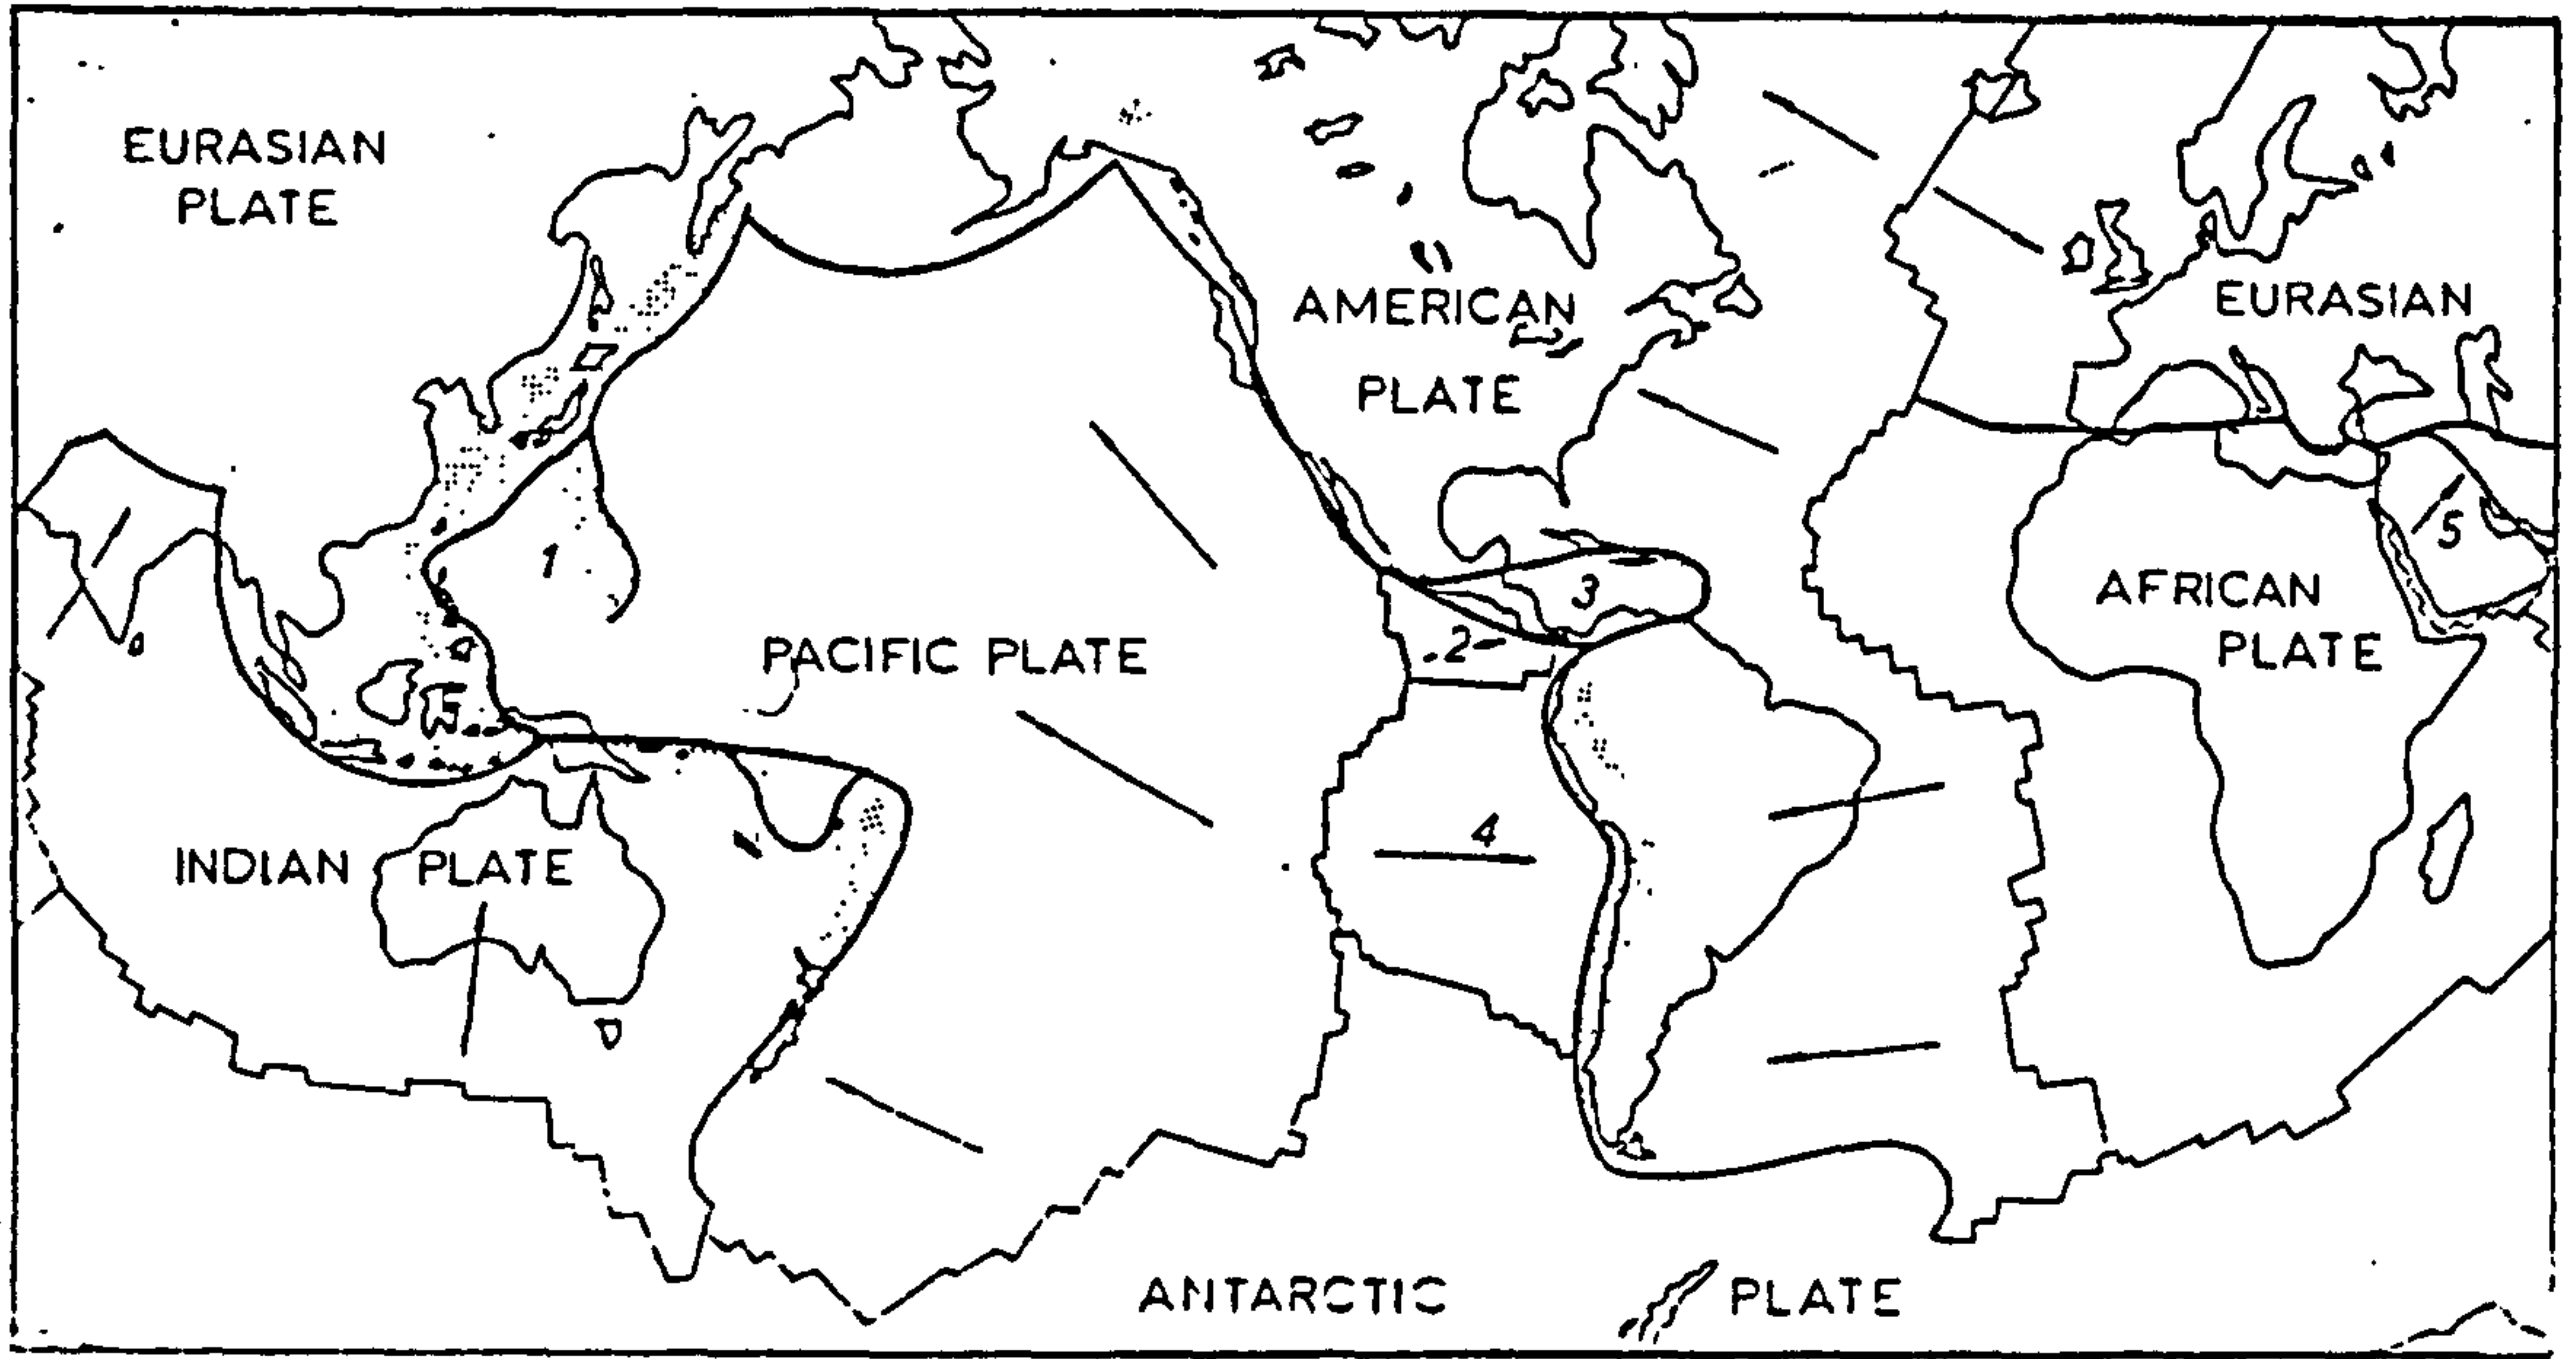 EURASIAN
PLATE
AMERICAN
PLATE
EURASIAN
1
3
2
5
AFRICAN
PLATE
PACIFIC PLATE
4
INDIAN PLATE
ANTARCTIC PLATE